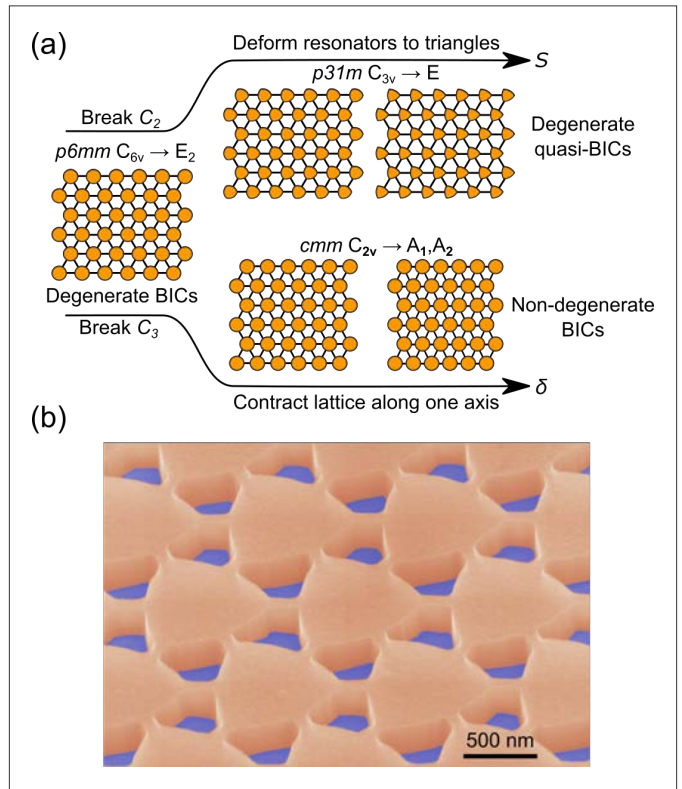 (a)
Deform resonators to triangles
S
p31m C3v → E
Break C2
p6mm C6v → E2
Degenerate
quasi-BICs
cmm C2v → A1,A2
Degenerate BICs
Non-degenerate
BICs
Break C3
δ
Contract lattice along one axis
(b)
500 nm